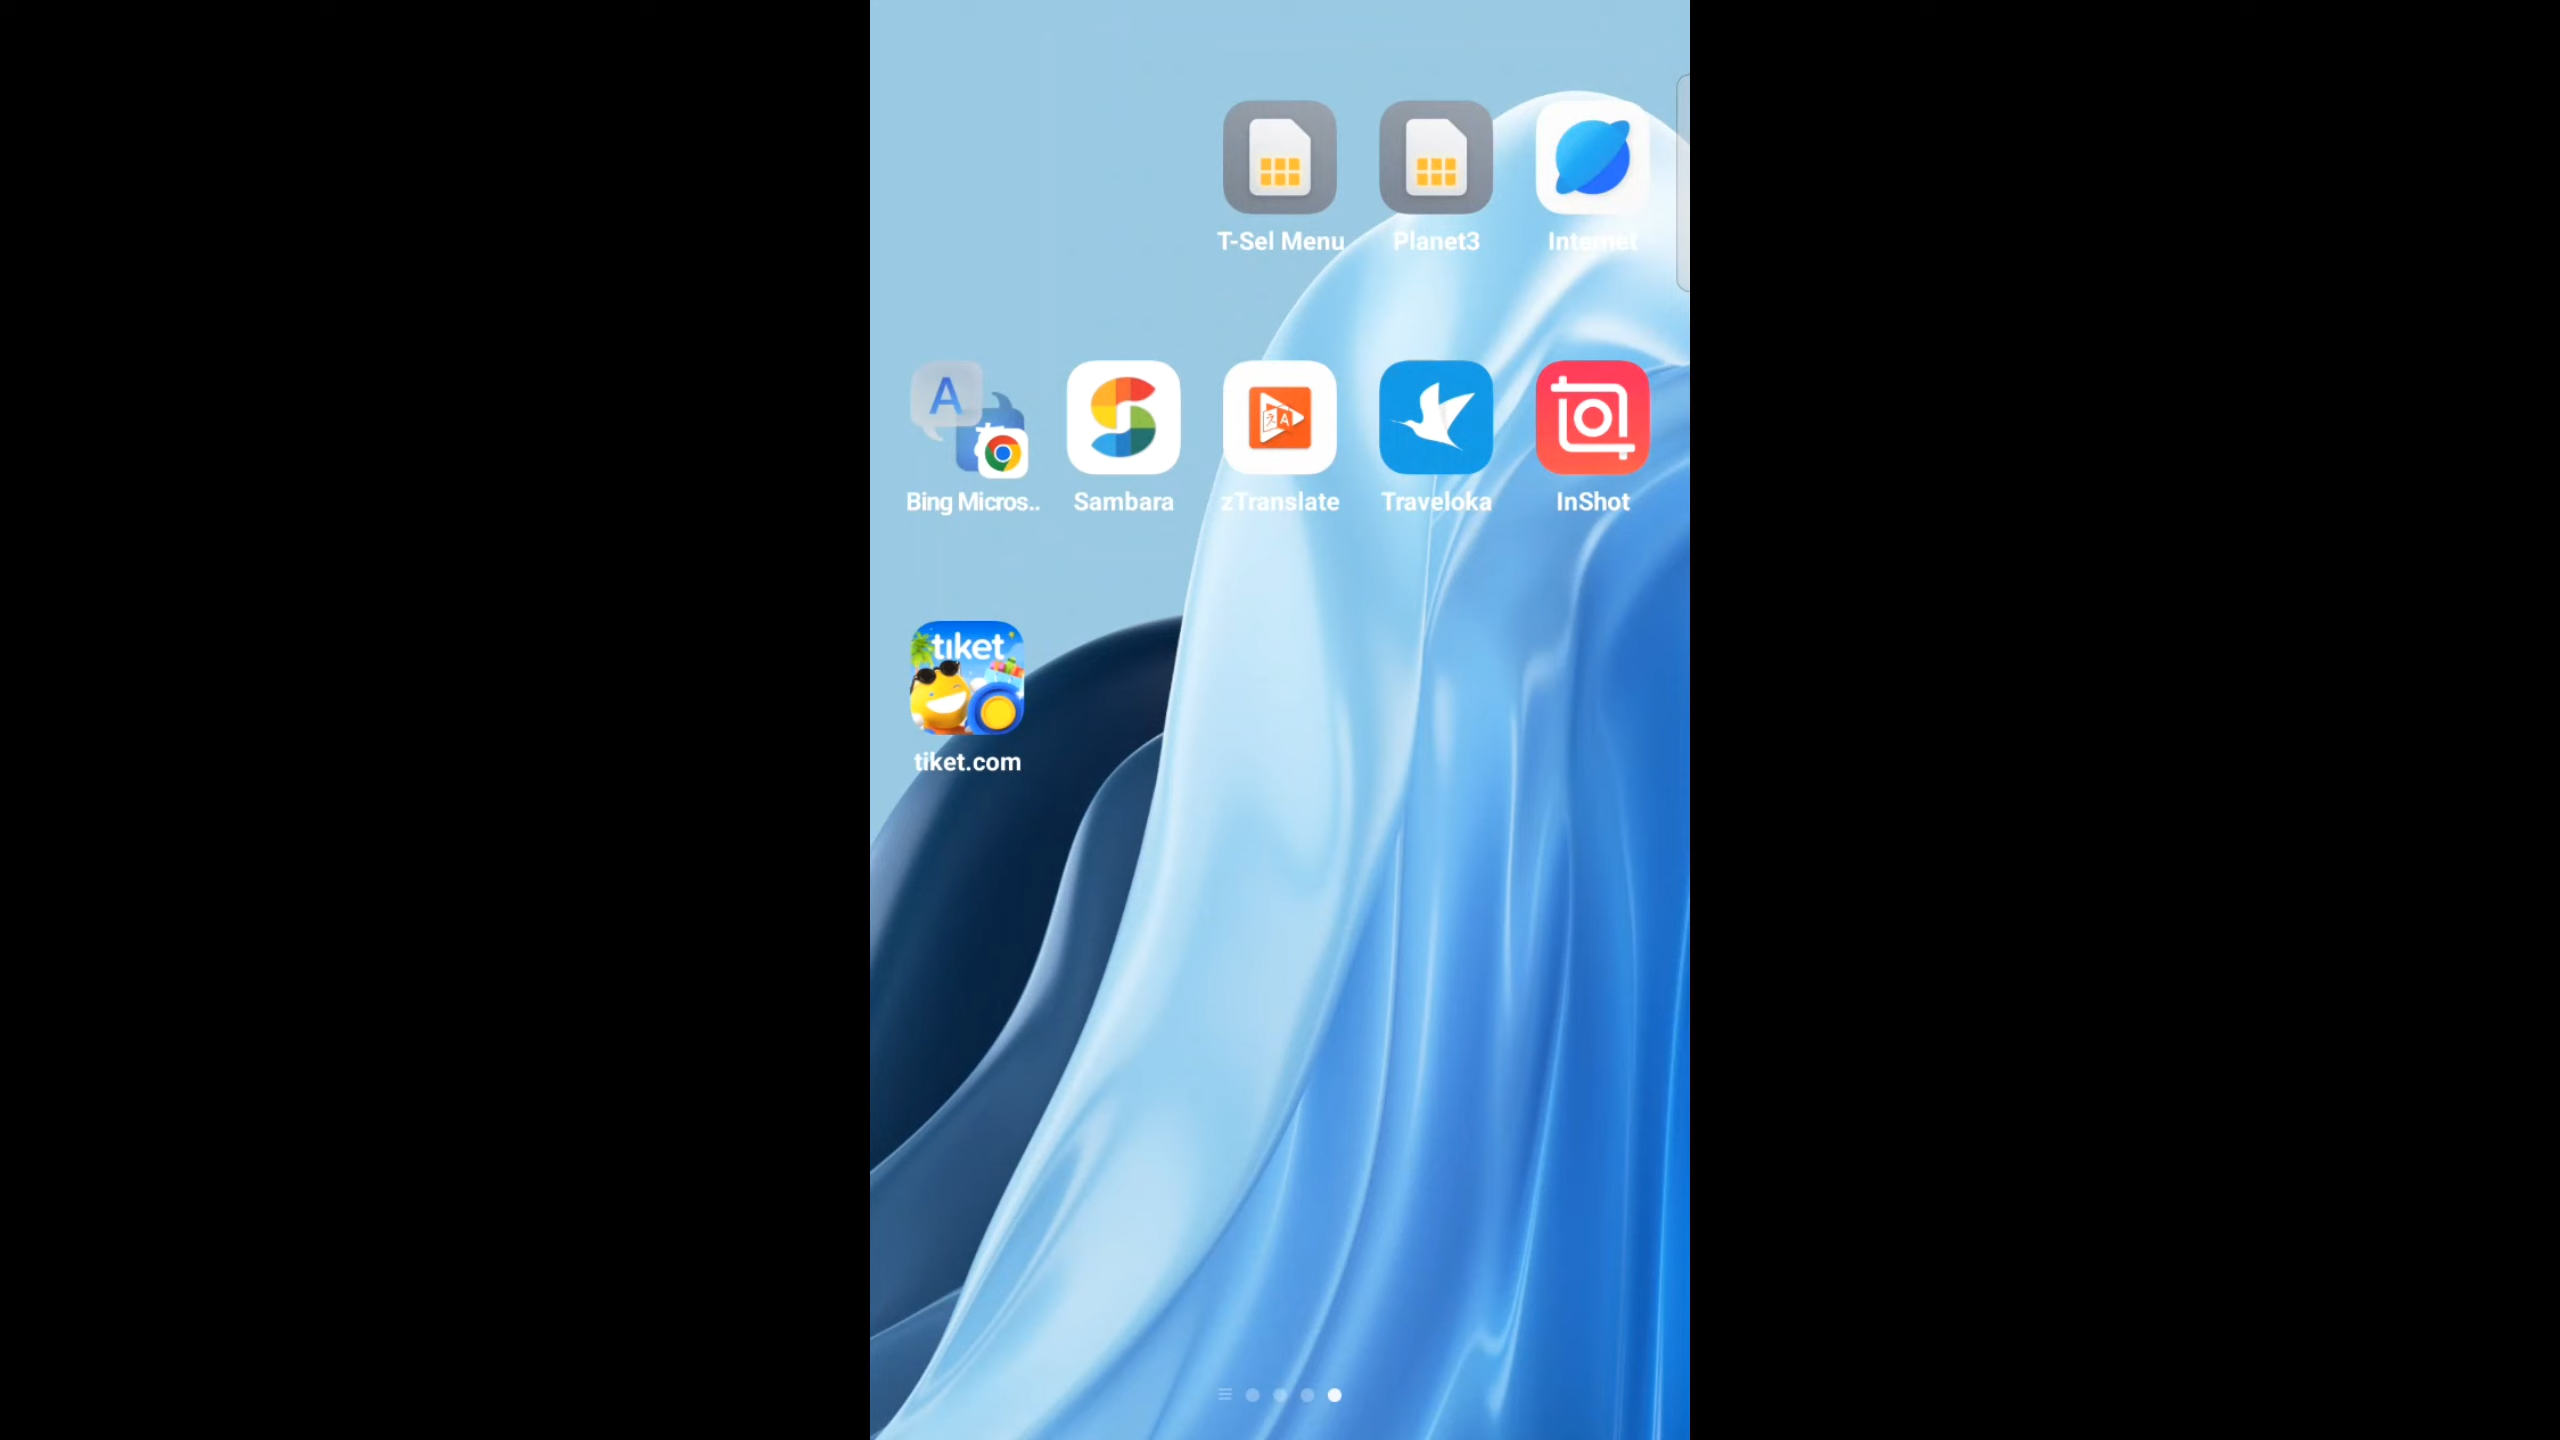 T-Sel Menu
Planet3
Internet
Bing Micros..
Sambara
zTranslate
Traveloka
InShot
tiket
tiket.com